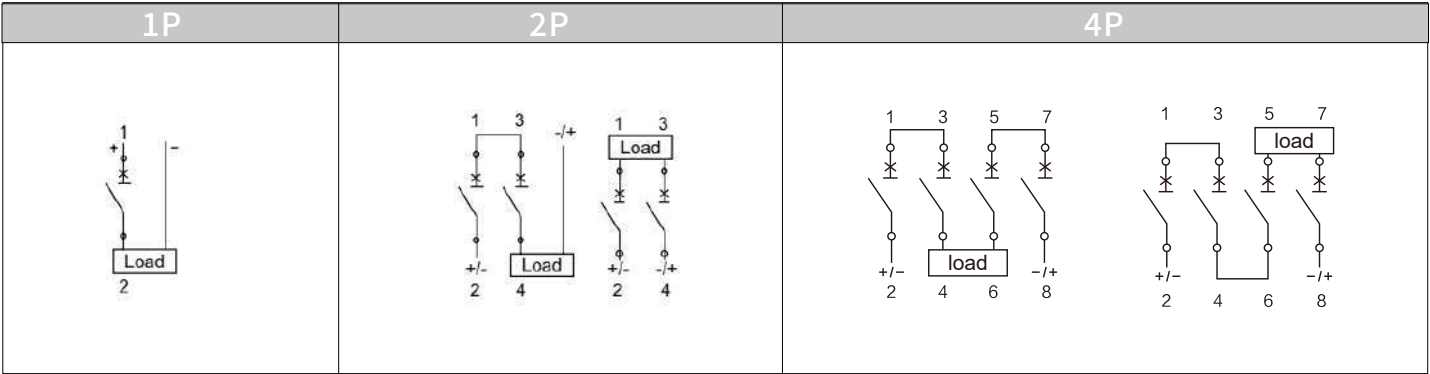 1P
2P
4P
1
+ −
Load
2
1 3 -/+
+/- Load
2 4
1 3
Load
+/- -/+
2 4
1 3 5 7
load
+/− −/+
2 4 6 8
1 3 5 7
load
+/− −/+
2 4 6 8